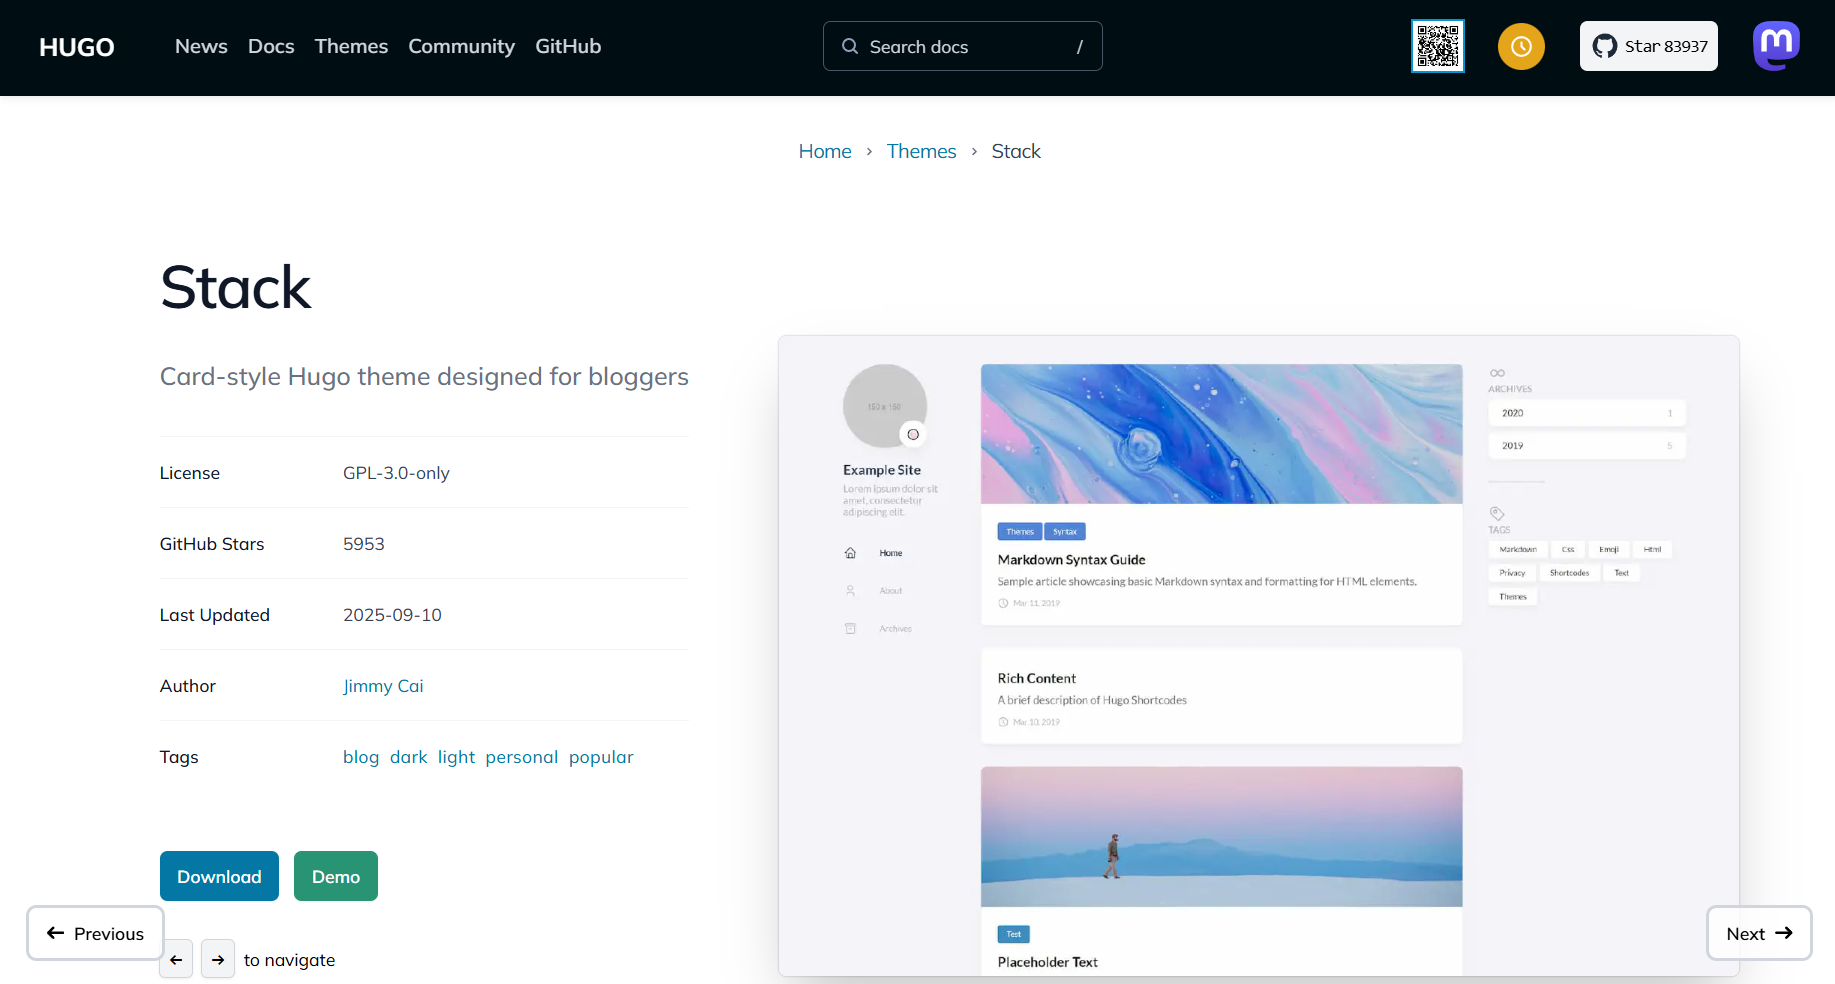 HUGO
News Docs Themes Community GitHub
Search docs /
Star 83937
Home › Themes › Stack
Stack
Card-style Hugo theme designed for bloggers
License GPL-3.0-only
GitHub Stars 5953
Last Updated 2025-09-10
Author Jimmy Cai
Tags blog dark light personal popular
Download Demo
← Previous
← → to navigate
150 x 150
Example Site
Lorem ipsum dolor sit
amet, consectetur
adipiscing elit.
Home
About
Archives
Themes Syntax
Markdown Syntax Guide
Sample article showcasing basic Markdown syntax and formatting for HTML elements.
Mar 11, 2019
Rich Content
A brief description of Hugo Shortcodes
Mar 10, 2019
Test
Placeholder Text
ARCHIVES
2020 1
2019 5
TAGS
Markdown Css Emoji Html
Privacy Shortcodes Text
Themes
Next →